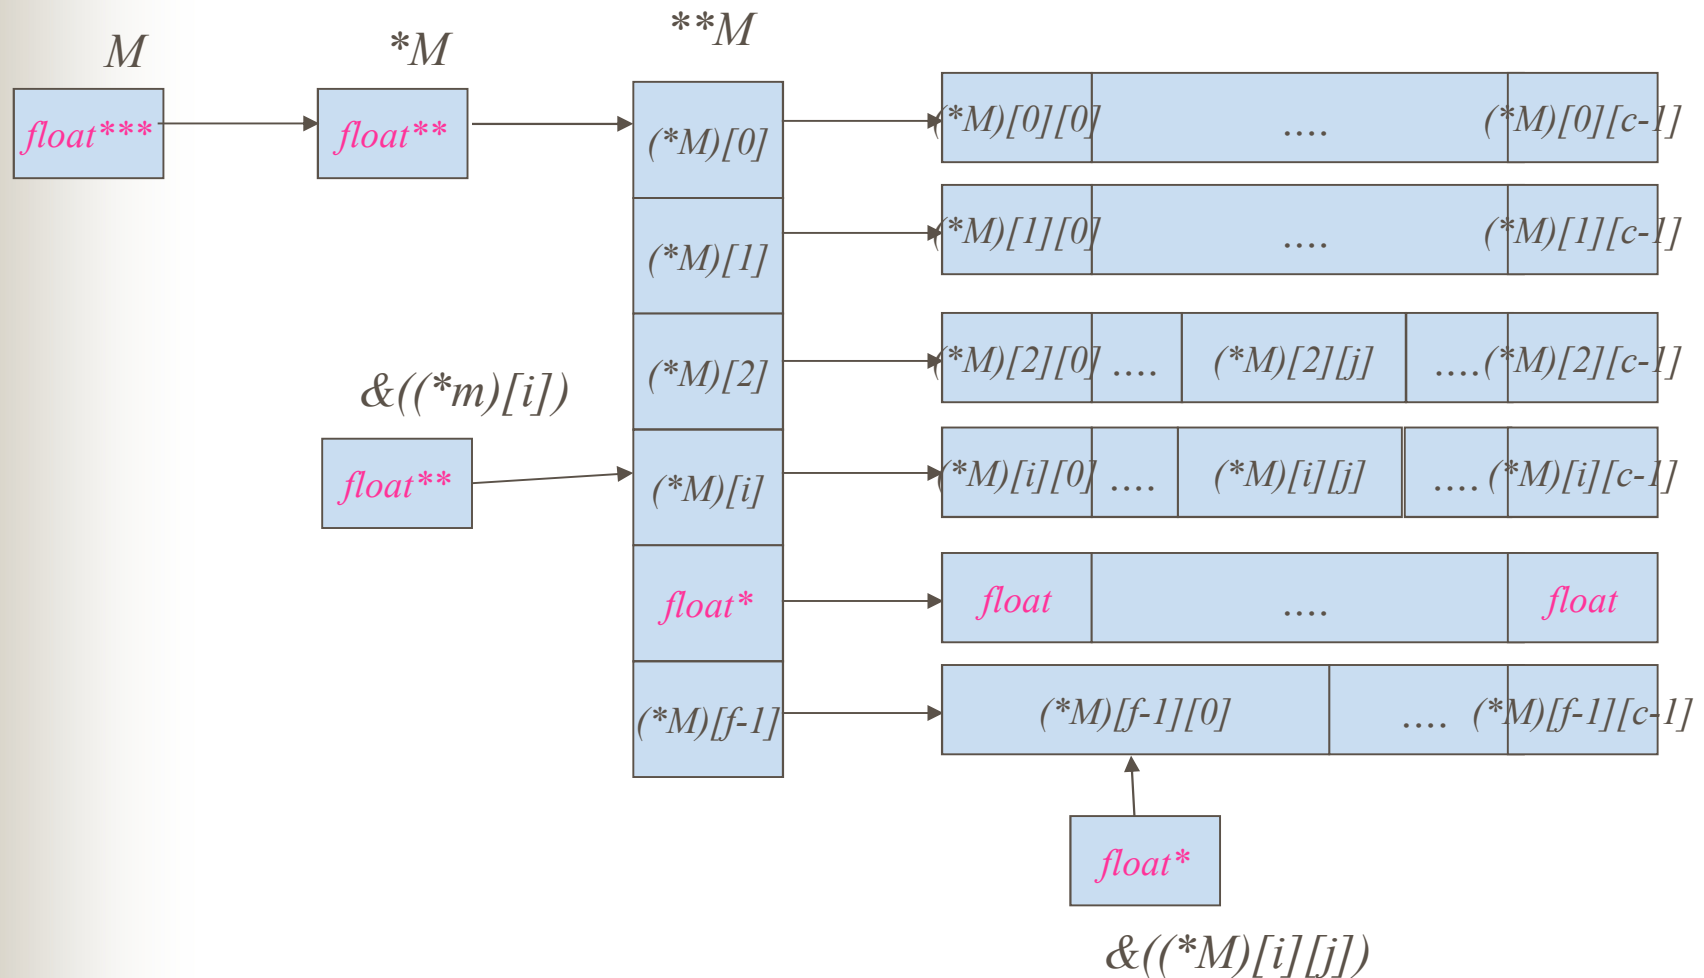 M
*M
**M
float***
float**
(*M)[0]
(*M)[0][0]
....
(*M)[0][c-1]
(*M)[1]
(*M)[1][0]
....
(*M)[1][c-1]
(*M)[2]
(*M)[2][0]
....
(*M)[2][j]
....
(*M)[2][c-1]
&((*m)[i])
float**
(*M)[i]
(*M)[i][0]
....
(*M)[i][j]
....
(*M)[i][c-1]
float*
float
....
float
(*M)[f-1]
(*M)[f-1][0]
....
(*M)[f-1][c-1]
float*
&((*M)[i][j])